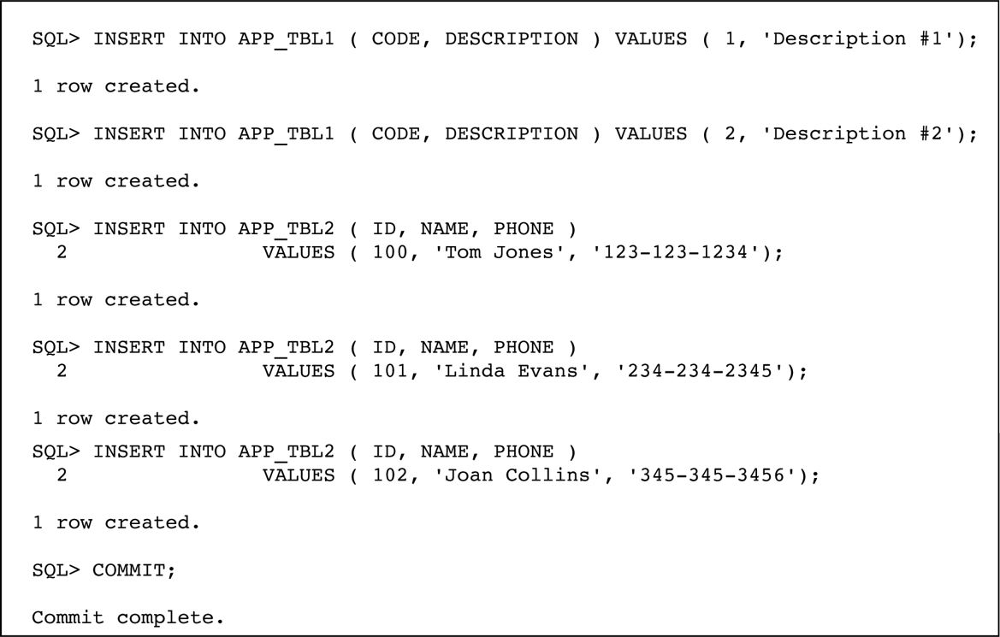 SQL> INSERT INTO APP_TBL1 ( CODE, DESCRIPTION ) VALUES ( 1, 'Description #1');
1 row created.
SQL> INSERT INTO APP_TBL1 ( CODE, DESCRIPTION ) VALUES ( 2, 'Description #2');
1 row created.
SQL> INSERT INTO APP_TBL2 ( ID, NAME, PHONE )
  2                VALUES ( 100, 'Tom Jones', '123-123-1234');
1 row created.
SQL> INSERT INTO APP_TBL2 ( ID, NAME, PHONE )
  2                VALUES ( 101, 'Linda Evans', '234-234-2345');
1 row created.
SQL> INSERT INTO APP_TBL2 ( ID, NAME, PHONE )
  2                VALUES ( 102, 'Joan Collins', '345-345-3456');
1 row created.
SQL> COMMIT;
Commit complete.